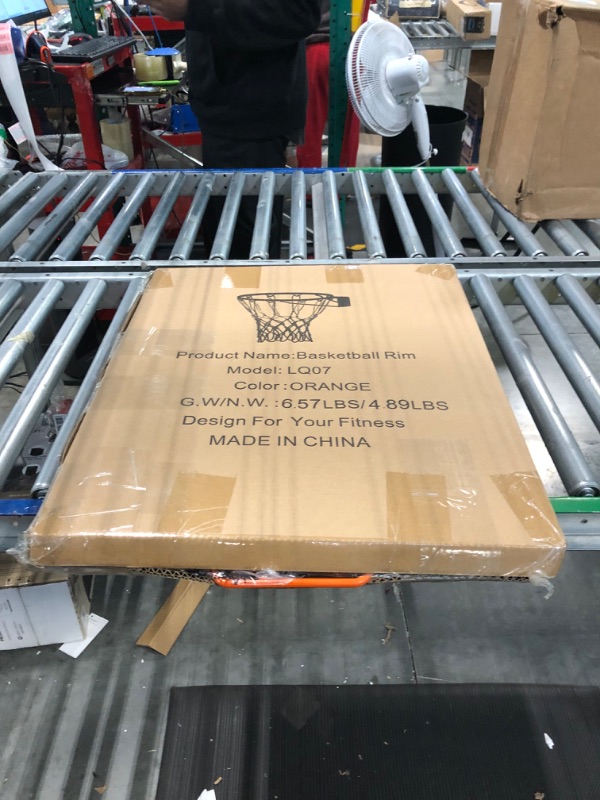 Product Name:Basketball Rim
Model: LQ07
Color:ORANGE
G.W/N.W.:6.57LBS/4.89LBS
Design For Your Fitness
MADE IN CHINA